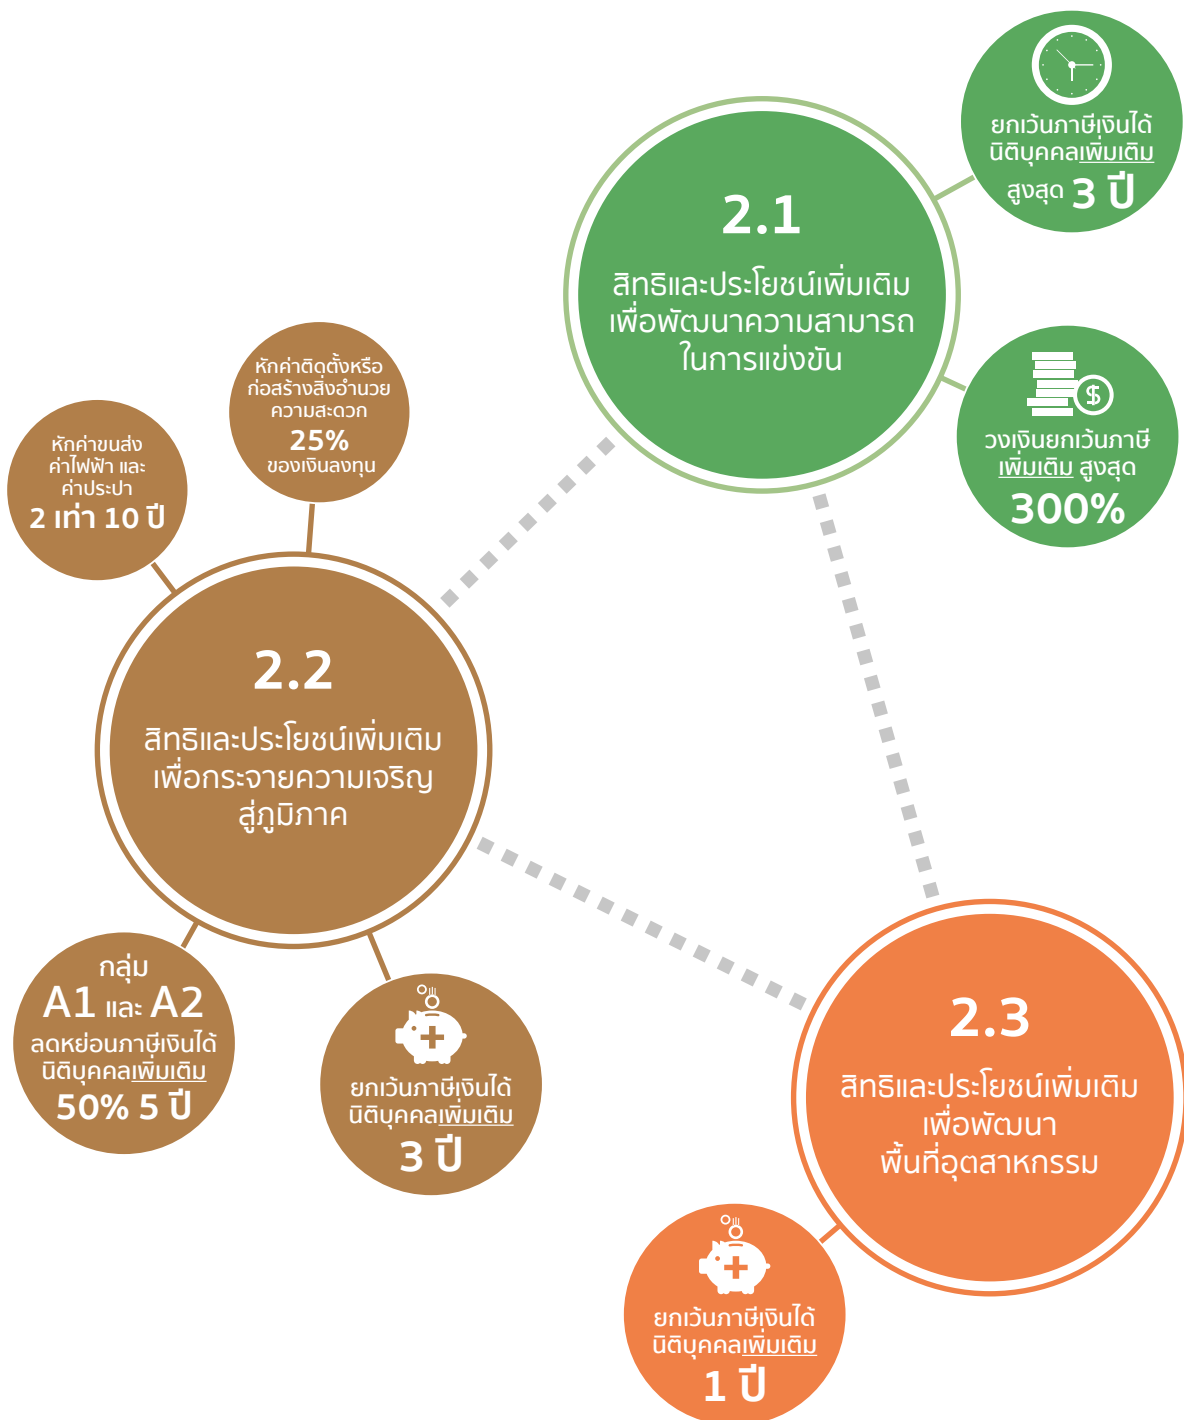 ยกเว้นภาษีเงินได้
นิติบุคคลเพิ่มเติม
สูงสุด 3 ปี
2.1
สิทธิและประโยชน์เพิ่มเติม
เพื่อพัฒนาความสามารถ
ในการแข่งขัน
วงเงินยกเว้นภาษี
เพิ่มเติม สูงสุด
300%
หักค่าติดตั้งหรือ
ก่อสร้างสิ่งอำนวย
ความสะดวก
25%
ของเงินลงทุน
หักค่าขนส่ง
ค่าไฟฟ้า และ
ค่าประปา
2 เท่า 10 ปี
2.2
สิทธิและประโยชน์เพิ่มเติม
เพื่อกระจายความเจริญ
สู่ภูมิภาค
กลุ่ม
A1 และ A2
ลดหย่อนภาษีเงินได้
นิติบุคคลเพิ่มเติม
50% 5 ปี
ยกเว้นภาษีเงินได้
นิติบุคคลเพิ่มเติม
3 ปี
2.3
สิทธิและประโยชน์เพิ่มเติม
เพื่อพัฒนา
พื้นที่อุตสาหกรรม
ยกเว้นภาษีเงินได้
นิติบุคคลเพิ่มเติม
1 ปี